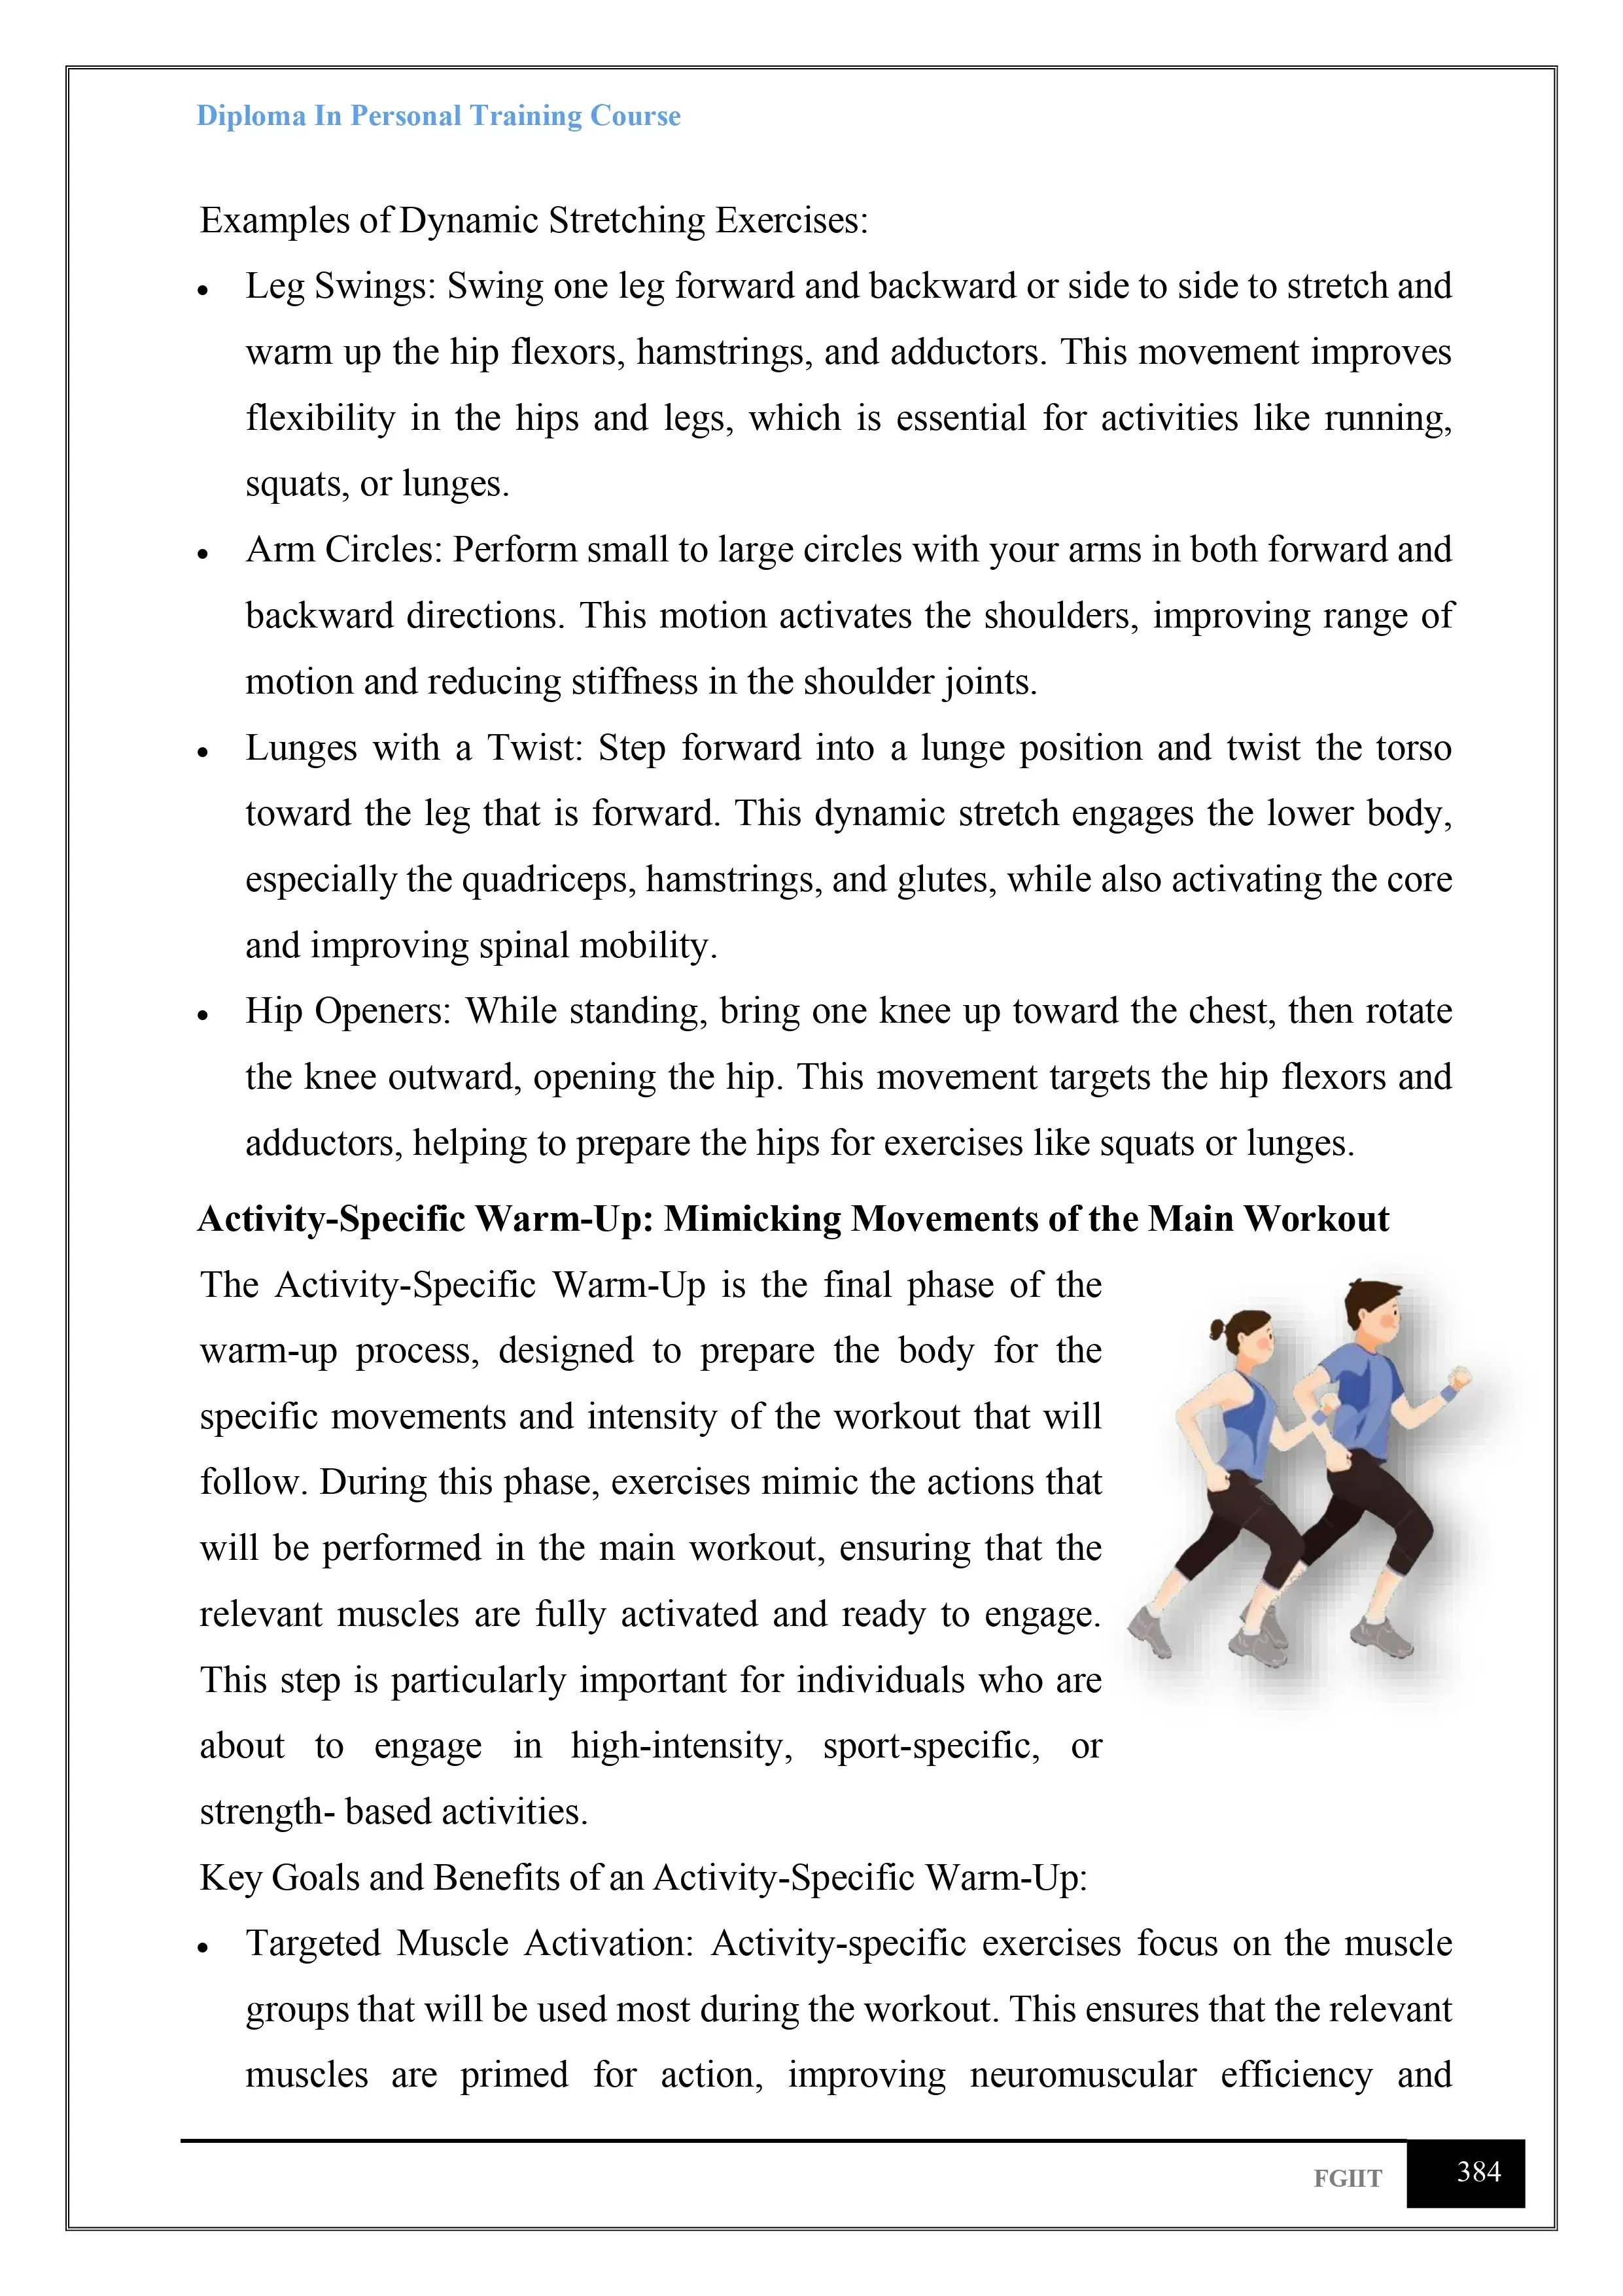 Diploma In Personal Training Course
Examples of Dynamic Stretching Exercises:
• Leg Swings: Swing one leg forward and backward or side to side to stretch and
warm up the hip flexors, hamstrings, and adductors. This movement improves
flexibility in the hips and legs, which is essential for activities like running,
squats, or lunges.
• Arm Circles: Perform small to large circles with your arms in both forward and
backward directions. This motion activates the shoulders, improving range of
motion and reducing stiffness in the shoulder joints.
• Lunges with a Twist: Step forward into a lunge position and twist the torso
toward the leg that is forward. This dynamic stretch engages the lower body,
especially the quadriceps, hamstrings, and glutes, while also activating the core
and improving spinal mobility.
• Hip Openers: While standing, bring one knee up toward the chest, then rotate
the knee outward, opening the hip. This movement targets the hip flexors and
adductors, helping to prepare the hips for exercises like squats or lunges.
Activity-Specific Warm-Up: Mimicking Movements of the Main Workout
The Activity-Specific Warm-Up is the final phase of the
warm-up process, designed to prepare the body for the
specific movements and intensity of the workout that will
follow. During this phase, exercises mimic the actions that
will be performed in the main workout, ensuring that the
relevant muscles are fully activated and ready to engage.
This step is particularly important for individuals who are
about to engage in high-intensity, sport-specific, or
strength- based activities.
Key Goals and Benefits of an Activity-Specific Warm-Up:
• Targeted Muscle Activation: Activity-specific exercises focus on the muscle
groups that will be used most during the workout. This ensures that the relevant
muscles are primed for action, improving neuromuscular efficiency and
FGIIT 384